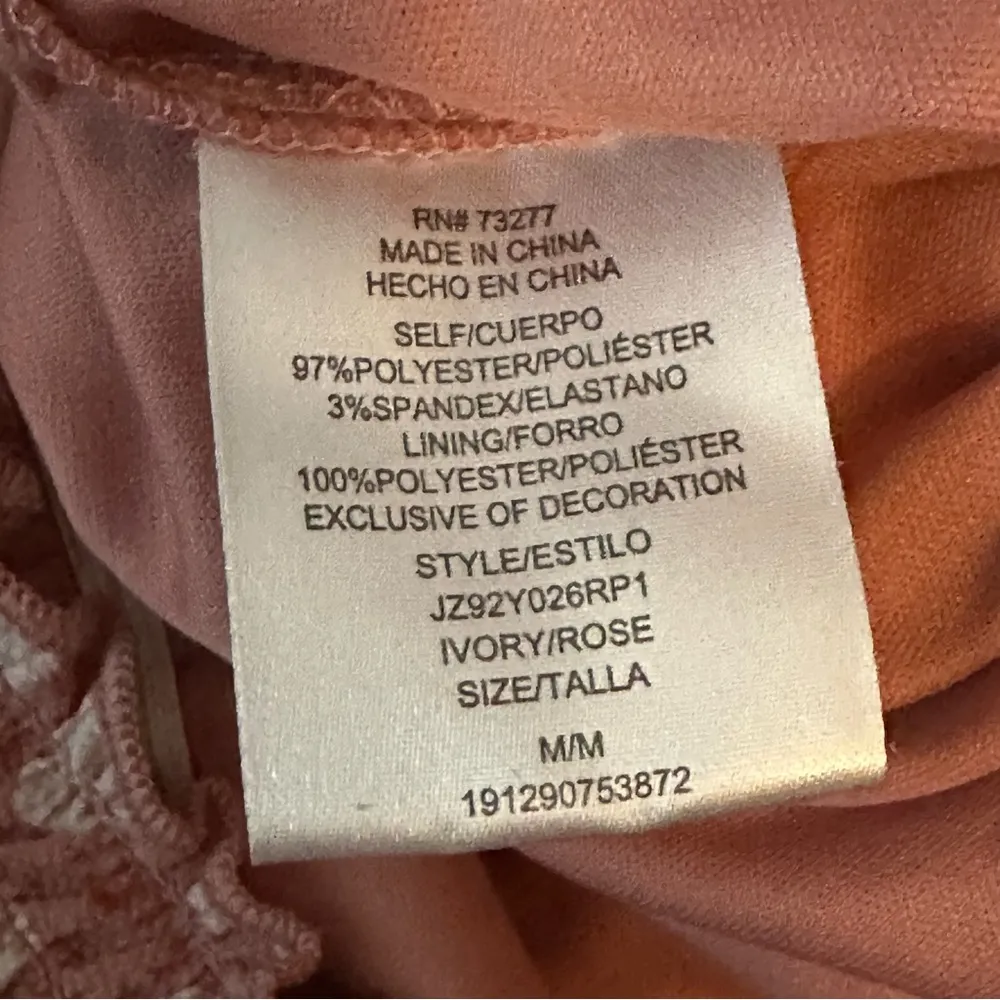 RN# 73277
MADE IN CHINA
HECHO EN CHINA
SELF/CUERPO
97%POLYESTER/POLIÉSTER
3%SPANDEX/ELASTANO
LINING/FORRO
100%POLYESTER/POLIÉSTER
EXCLUSIVE OF DECORATION
STYLE/ESTILO
JZ92Y026RP1
IVORY/ROSE
SIZE/TALLA
M/M
191290753872